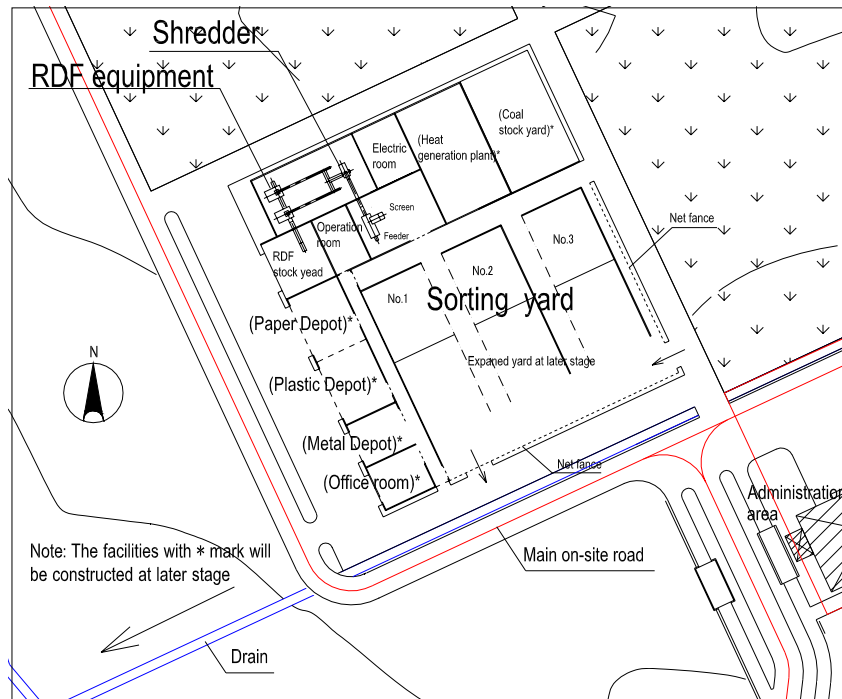 Shredder
RDF equipment
(Coal
stock yard)*
Electric
room
(Heat
generation plant)*
Screen
Operation
room
Feeder
RDF
stock yead
Net fance
No.3
No.2
No.1
Sorting yard
(Paper Depot)*
Expaned yard at later stage
N
(Plastic Depot)*
(Metal Depot)*
Net fance
(Office room)*
Administration
area
Note: The facilities with * mark will
be constructed at later stage
Main on-site road
Drain